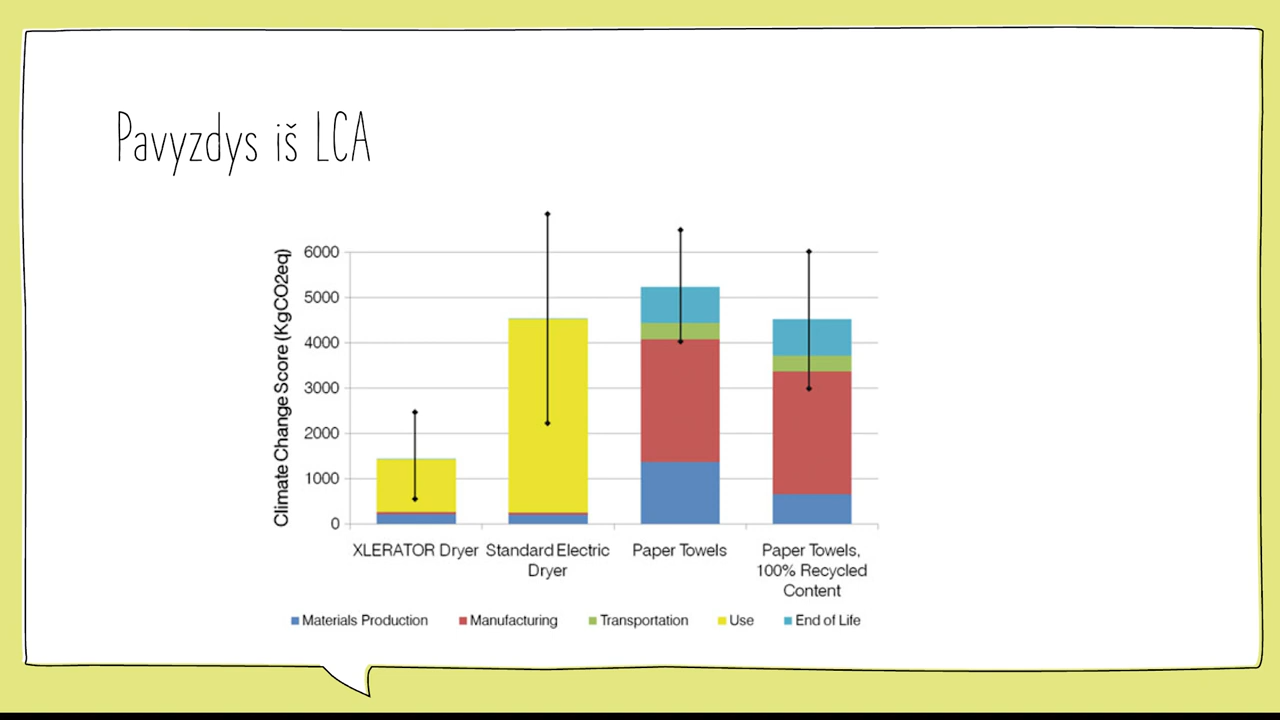 Pavyzdys iš LCA
Climate Change Score (KgCO2eq)
6000
5000
4000
3000
2000
1000
0
XLERATOR Dryer
Standard Electric
Dryer
Paper Towels
Paper Towels,
100% Recycled
Content
Materials Production
Manufacturing
Transportation
Use
End of Life